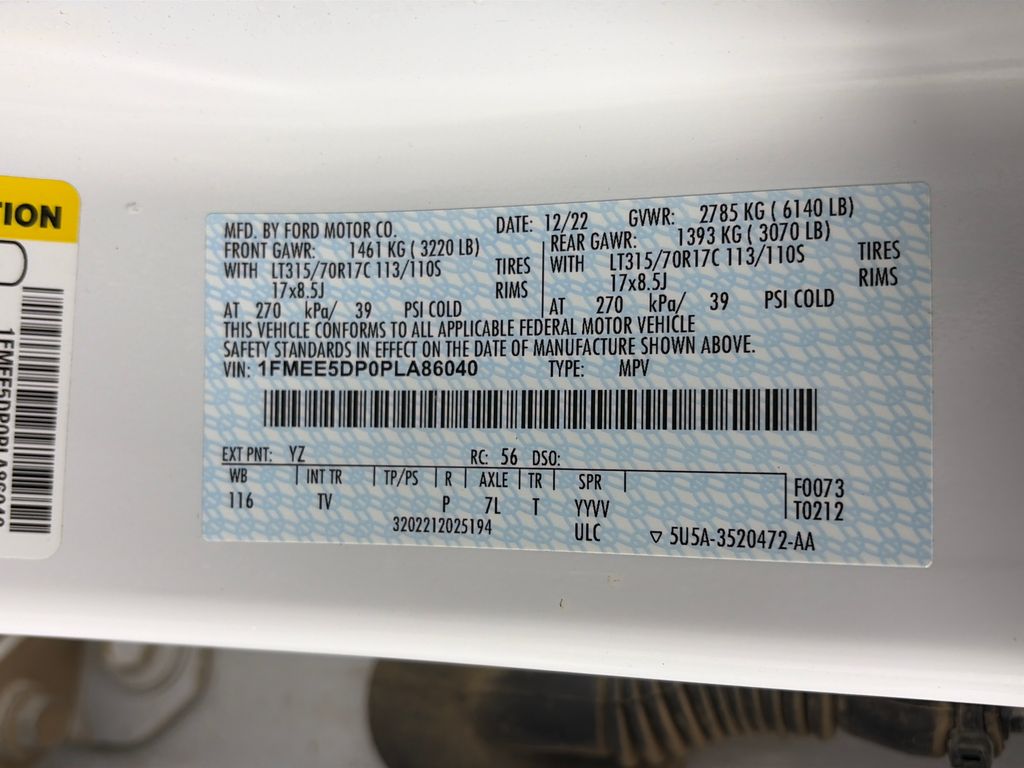 TION
1FMEE5DP0PLA86040
MFD. BY FORD MOTOR CO. DATE: 12/22 GVWR: 2785 KG ( 6140 LB)
FRONT GAWR: 1461 KG ( 3220 LB) REAR GAWR: 1393 KG ( 3070 LB)
WITH LT315/70R17C 113/110S TIRES WITH LT315/70R17C 113/110S TIRES
17x8.5J RIMS 17x8.5J RIMS
AT 270 kPa/ 39 PSI COLD AT 270 kPa/ 39 PSI COLD
THIS VEHICLE CONFORMS TO ALL APPLICABLE FEDERAL MOTOR VEHICLE
SAFETY STANDARDS IN EFFECT ON THE DATE OF MANUFACTURE SHOWN ABOVE.
VIN: 1FMEE5DP0PLA86040 TYPE: MPV
EXT PNT: YZ RC: 56 DSO:
WB INT TR TP/PS R AXLE TR SPR F0073
116 TV P 7L T YYVV T0212
3202212025194 ULC ▽ 5U5A-3520472-AA